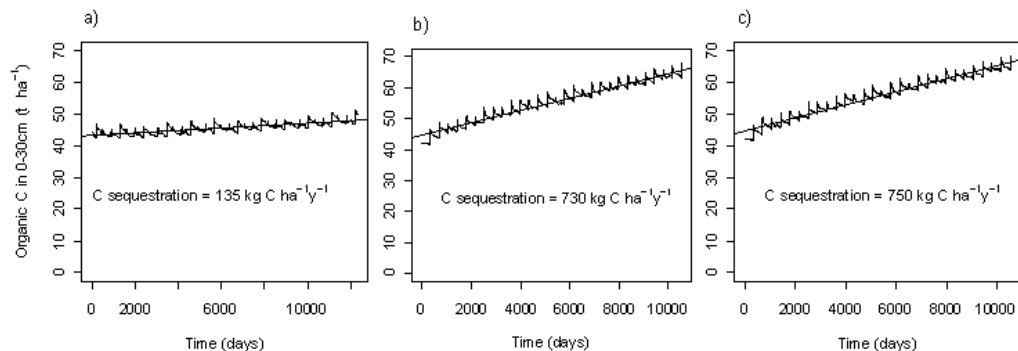 a)
b)
c)
Organic C in 0-30cm (t ha⁻¹)
70
60
50
40
30
20
10
0
C sequestration = 135 kg C ha⁻¹y⁻¹
0 2000 6000 10000
Time (days)
70
60
50
40
30
20
10
0
C sequestration = 730 kg C ha⁻¹y⁻¹
0 2000 4000 6000 8000 10000
Time (days)
70
60
50
40
30
20
10
0
C sequestration = 750 kg C ha⁻¹y⁻¹
0 2000 4000 6000 8000 10000
Time (days)